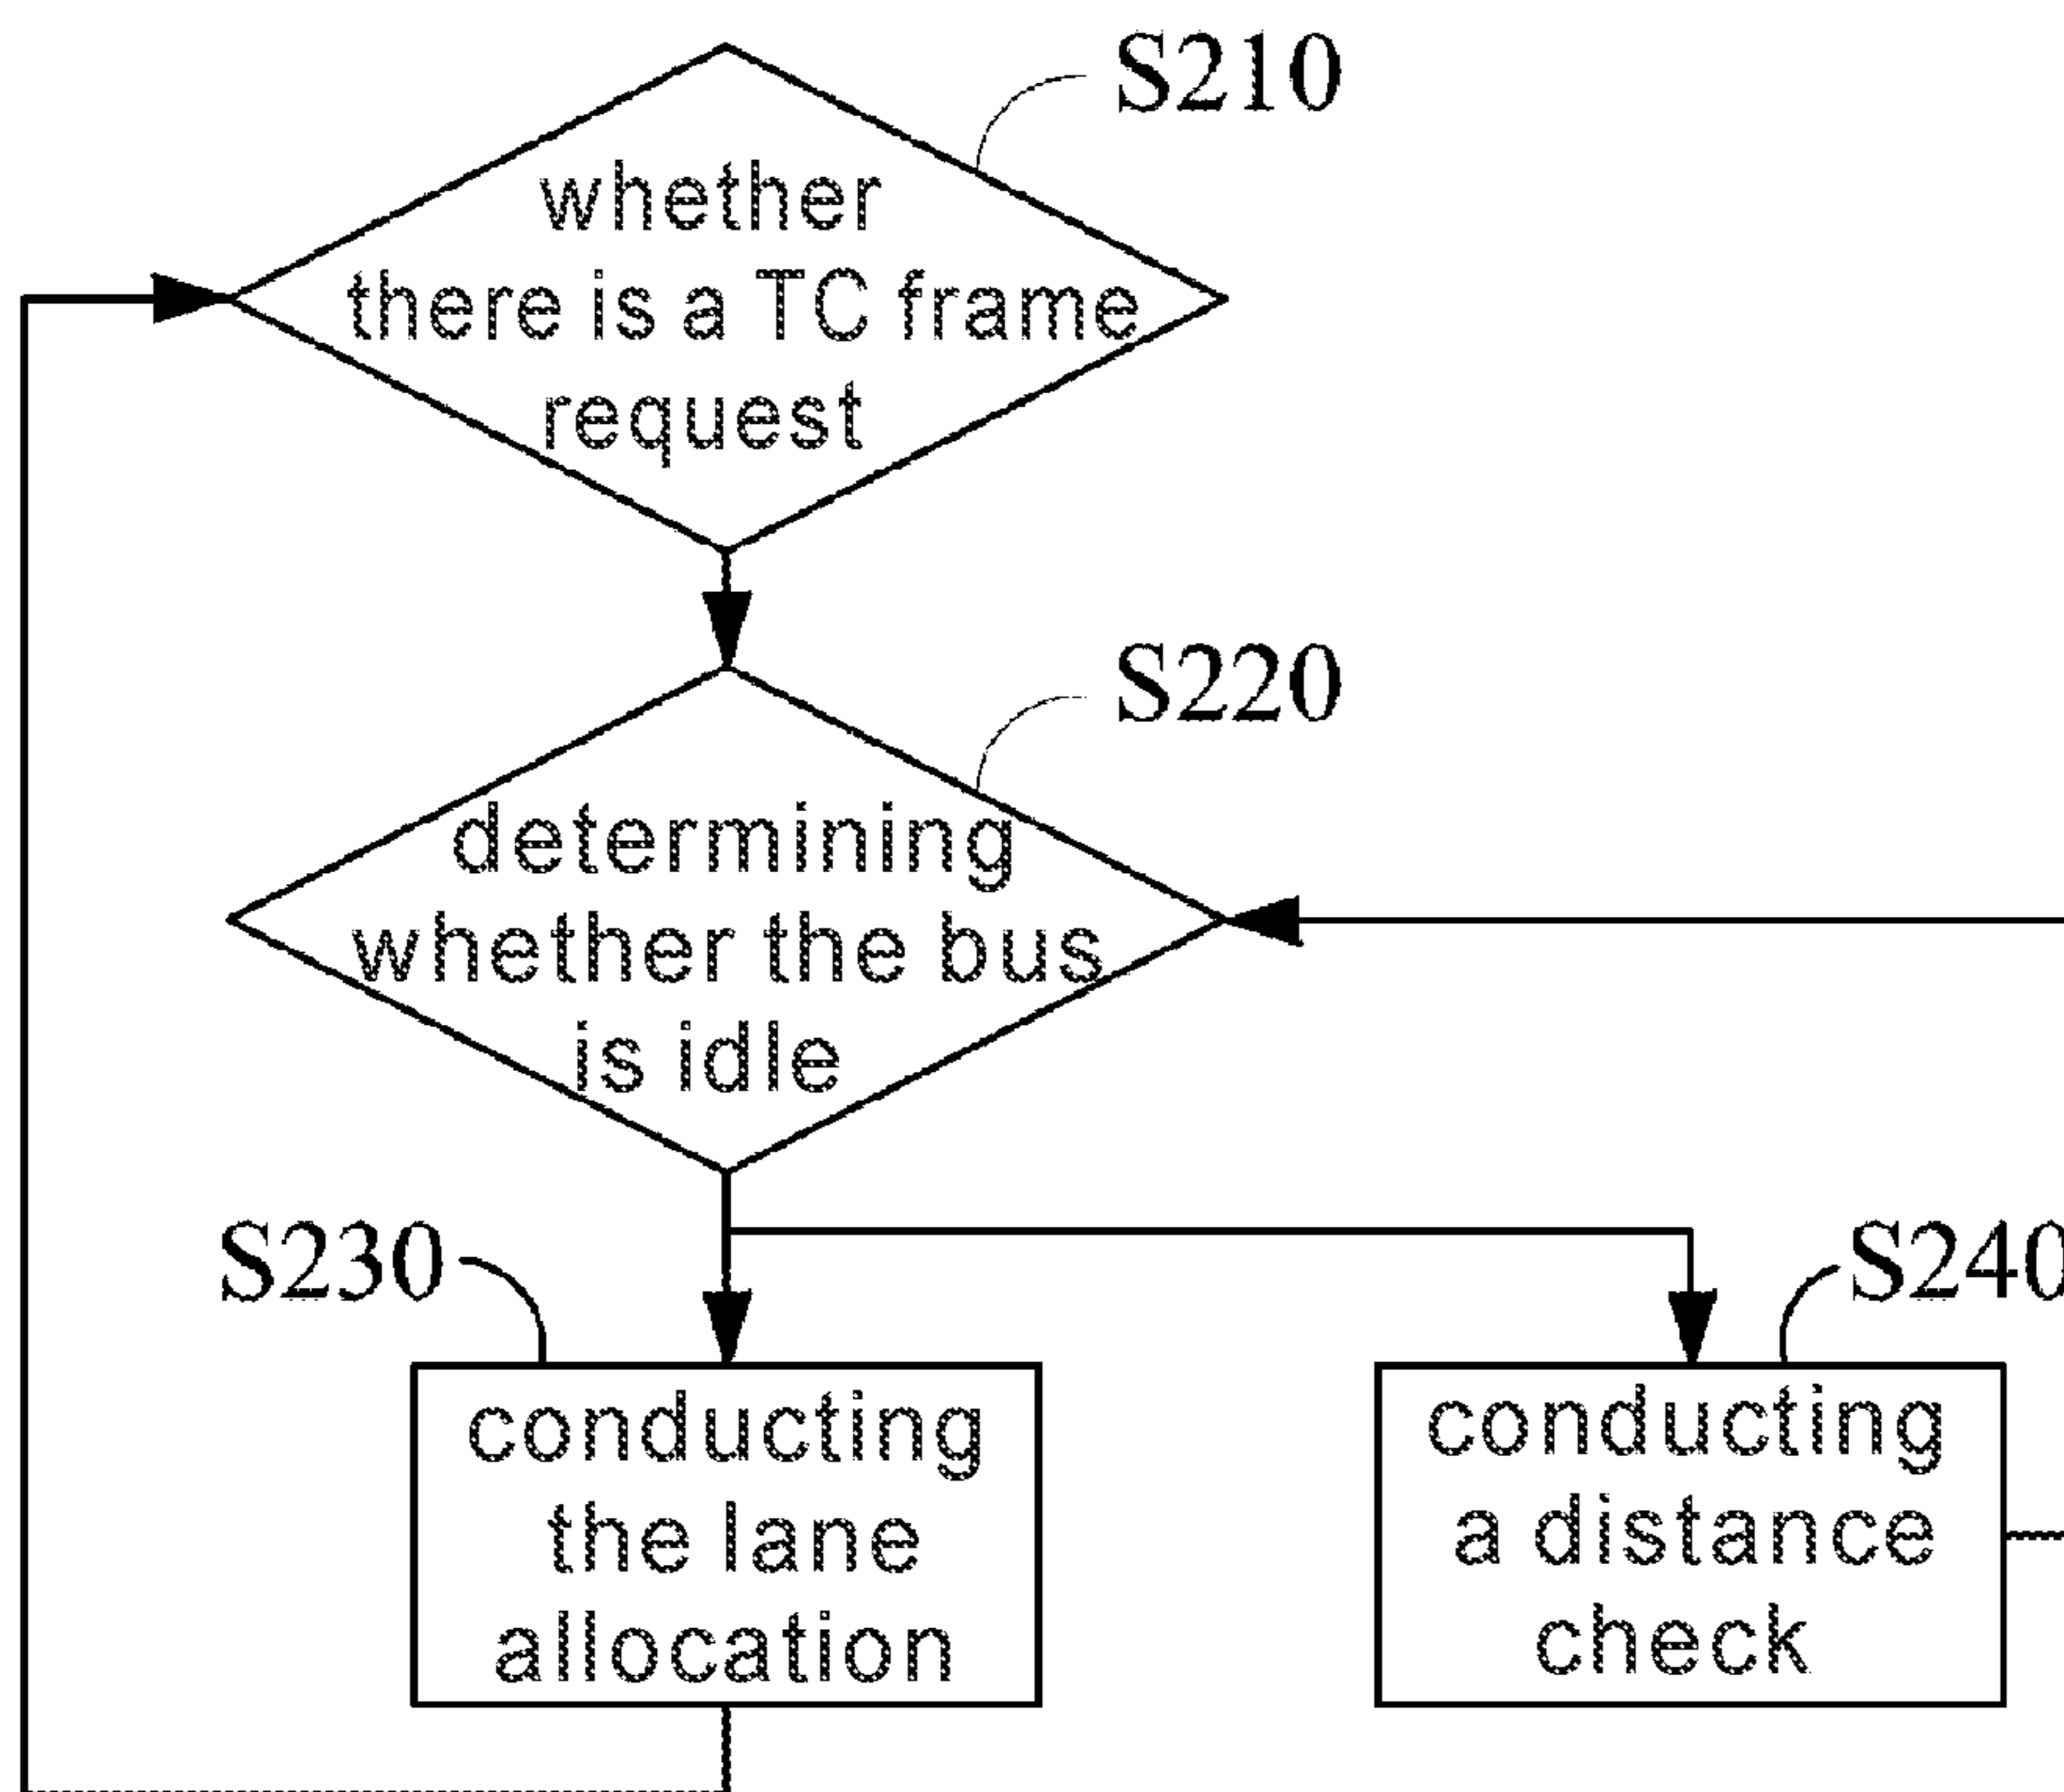 S210
whether
there is a TC frame
request
S220
determining
whether the bus
is idle
S230
S240
conducting
the lane
allocation
conducting
a distance
check